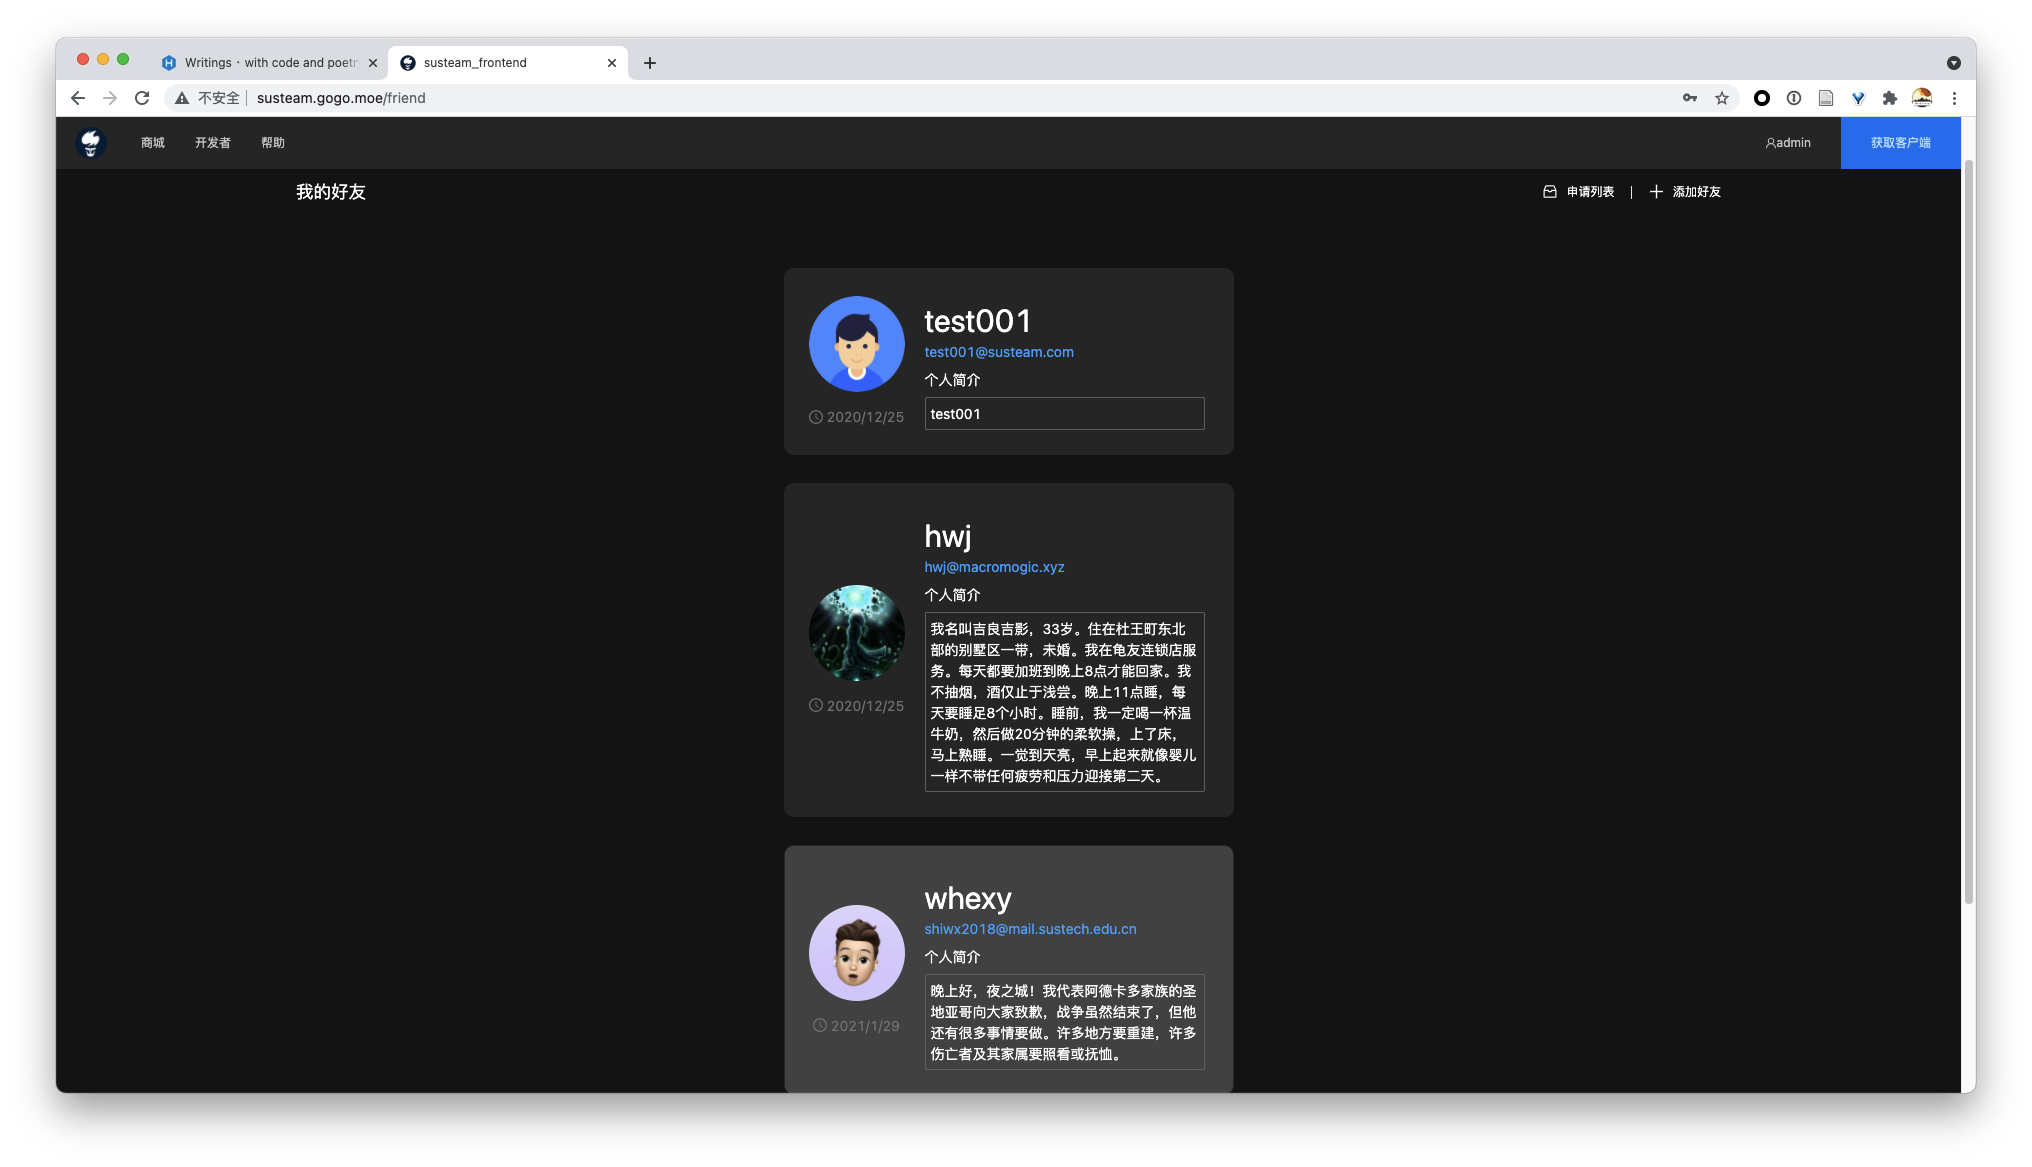 Writings · with code and poetr
susteam_frontend
不安全
susteam.gogo.moe/friend
商城
开发者
帮助
admin
获取客户端
我的好友
申请列表
添加好友
test001
test001@susteam.com
个人简介
test001
2020/12/25
hwj
hwj@macromogic.xyz
个人简介
我名叫吉良吉影，33岁。住在杜王町东北
部的别墅区一带，未婚。我在龟友连锁店服
务。每天都要加班到晚上8点才能回家。我
不抽烟，酒仅止于浅尝。晚上11点睡，每
天要睡足8个小时。睡前，我一定喝一杯温
牛奶，然后做20分钟的柔软操，上了床，
马上熟睡。一觉到天亮，早上起来就像婴儿
一样不带任何疲劳和压力迎接第二天。
2020/12/25
whexy
shiwx2018@mail.sustech.edu.cn
个人简介
晚上好，夜之城！我代表阿德卡多家族的圣
地亚哥向大家致歉，战争虽然结束了，但他
还有很多事情要做。许多地方要重建，许多
伤亡者及其家属要照看或抚恤。
2021/1/29